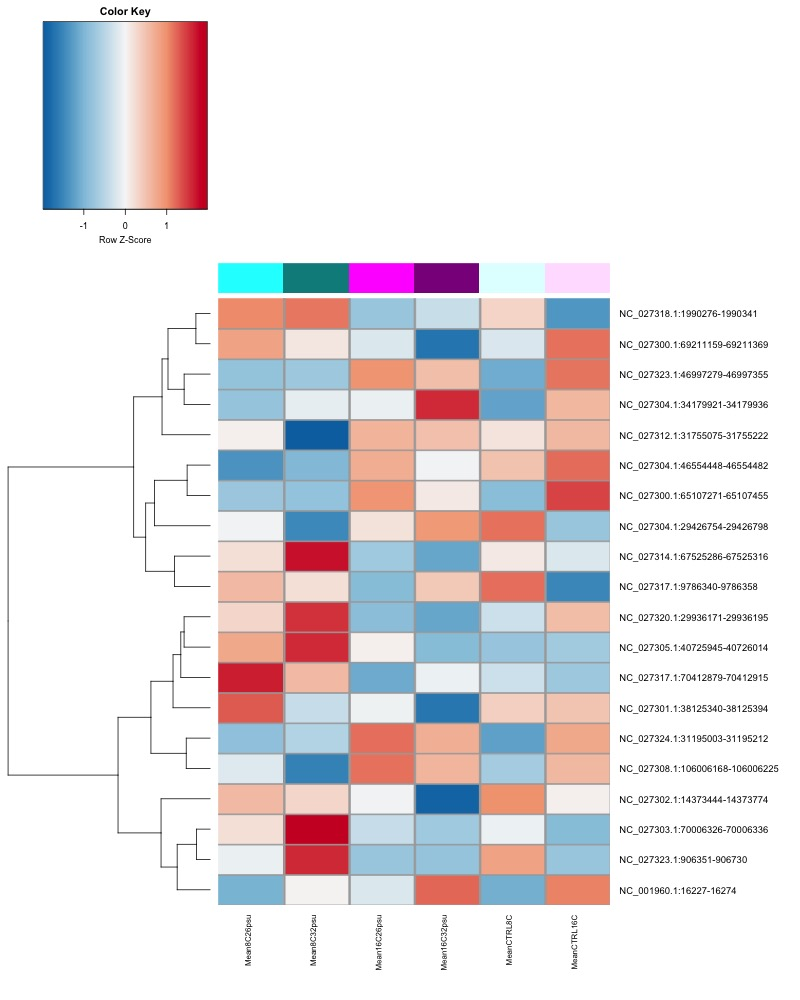 Color Key
-1 0 1
Row Z-Score
NC_027318.1:1990276-1990341
NC_027300.1:69211159-69211369
NC_027323.1:46997279-46997355
NC_027304.1:34179921-34179936
NC_027312.1:31755075-31755222
NC_027304.1:46554448-46554482
NC_027300.1:65107271-65107455
NC_027304.1:29426754-29426798
NC_027314.1:67525286-67525316
NC_027317.1:9786340-9786358
NC_027320.1:29936171-29936195
NC_027305.1:40725945-40726014
NC_027317.1:70412879-70412915
NC_027301.1:38125340-38125394
NC_027324.1:31195003-31195212
NC_027308.1:106006168-106006225
NC_027302.1:14373444-14373774
NC_027303.1:70006326-70006336
NC_027323.1:906351-906730
NC_001960.1:16227-16274
Mean8C26psu
Mean8C32psu
Mean16C26psu
Mean16C32psu
MeanCTRL8C
MeanCTRL16C